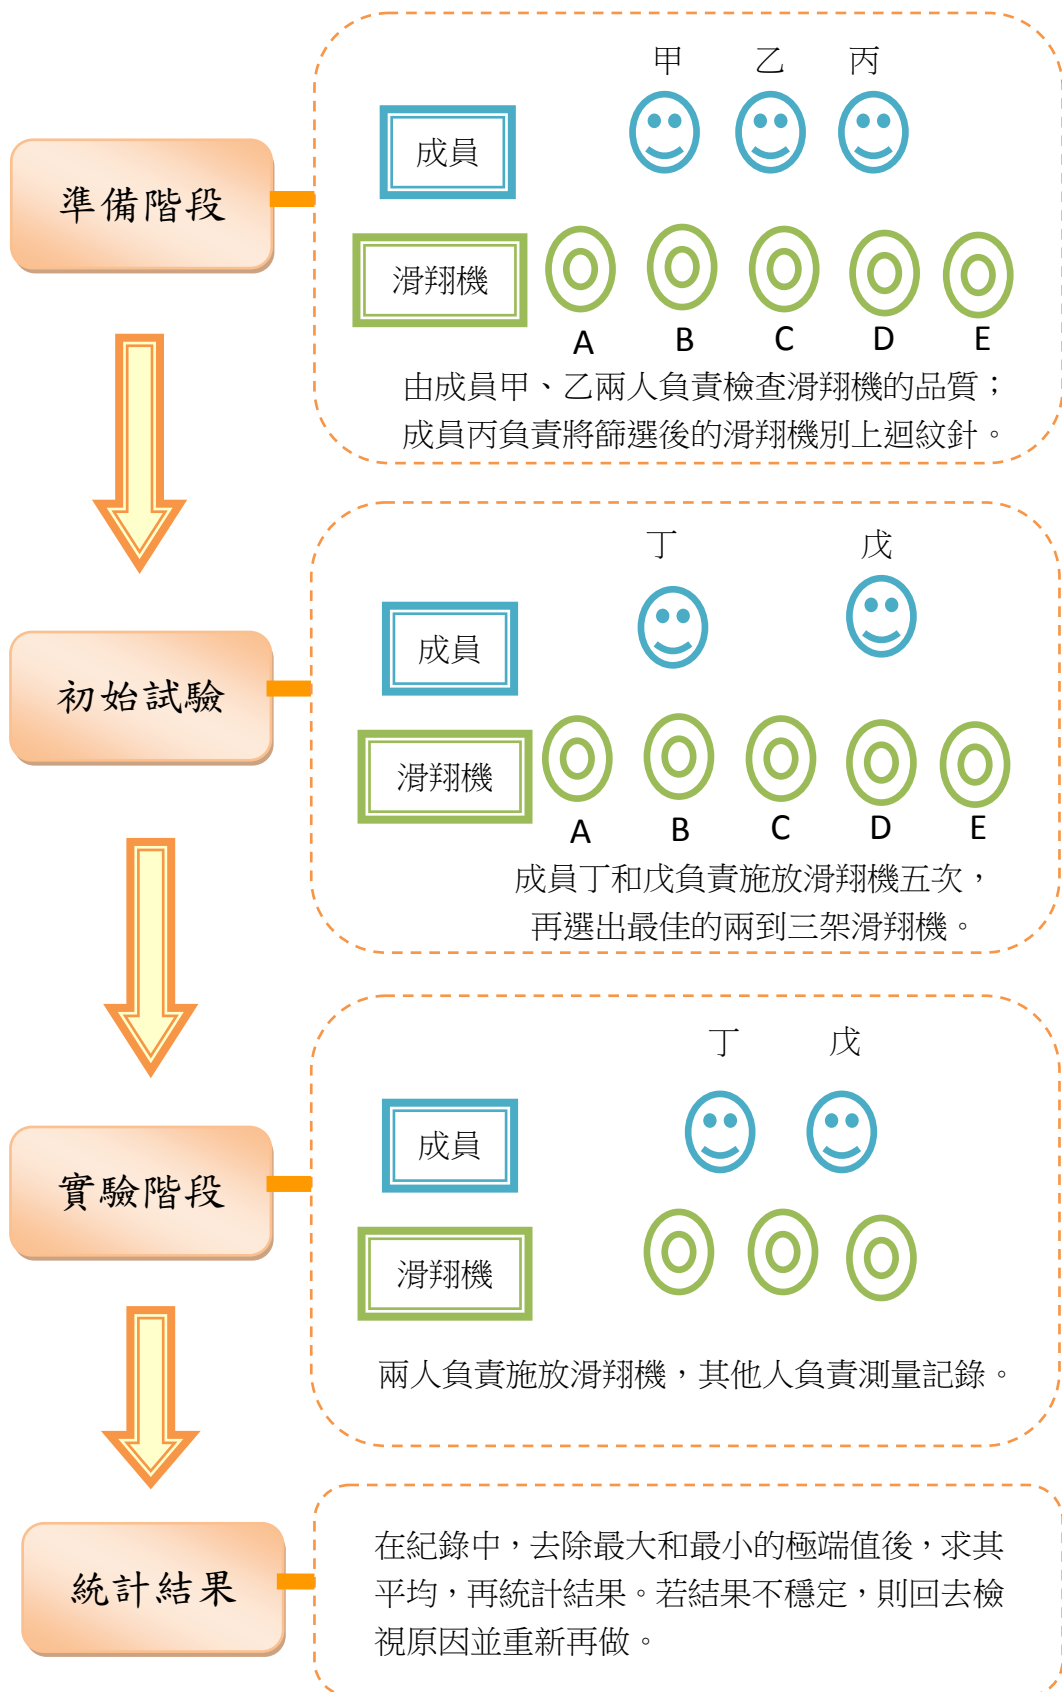 甲 乙 丙
成員
準備階段
滑翔機
A B C D E
由成員甲、乙兩人負責檢查滑翔機的品質；
成員丙負責將篩選後的滑翔機別上迴紋針。
丁 戊
成員
初始試驗
滑翔機
A B C D E
成員丁和戊負責施放滑翔機五次，
再選出最佳的兩到三架滑翔機。
丁 戊
成員
實驗階段
滑翔機
兩人負責施放滑翔機，其他人負責測量記錄。
統計結果
在紀錄中，去除最大和最小的極端值後，求其
平均，再統計結果。若結果不穩定，則回去檢
視原因並重新再做。